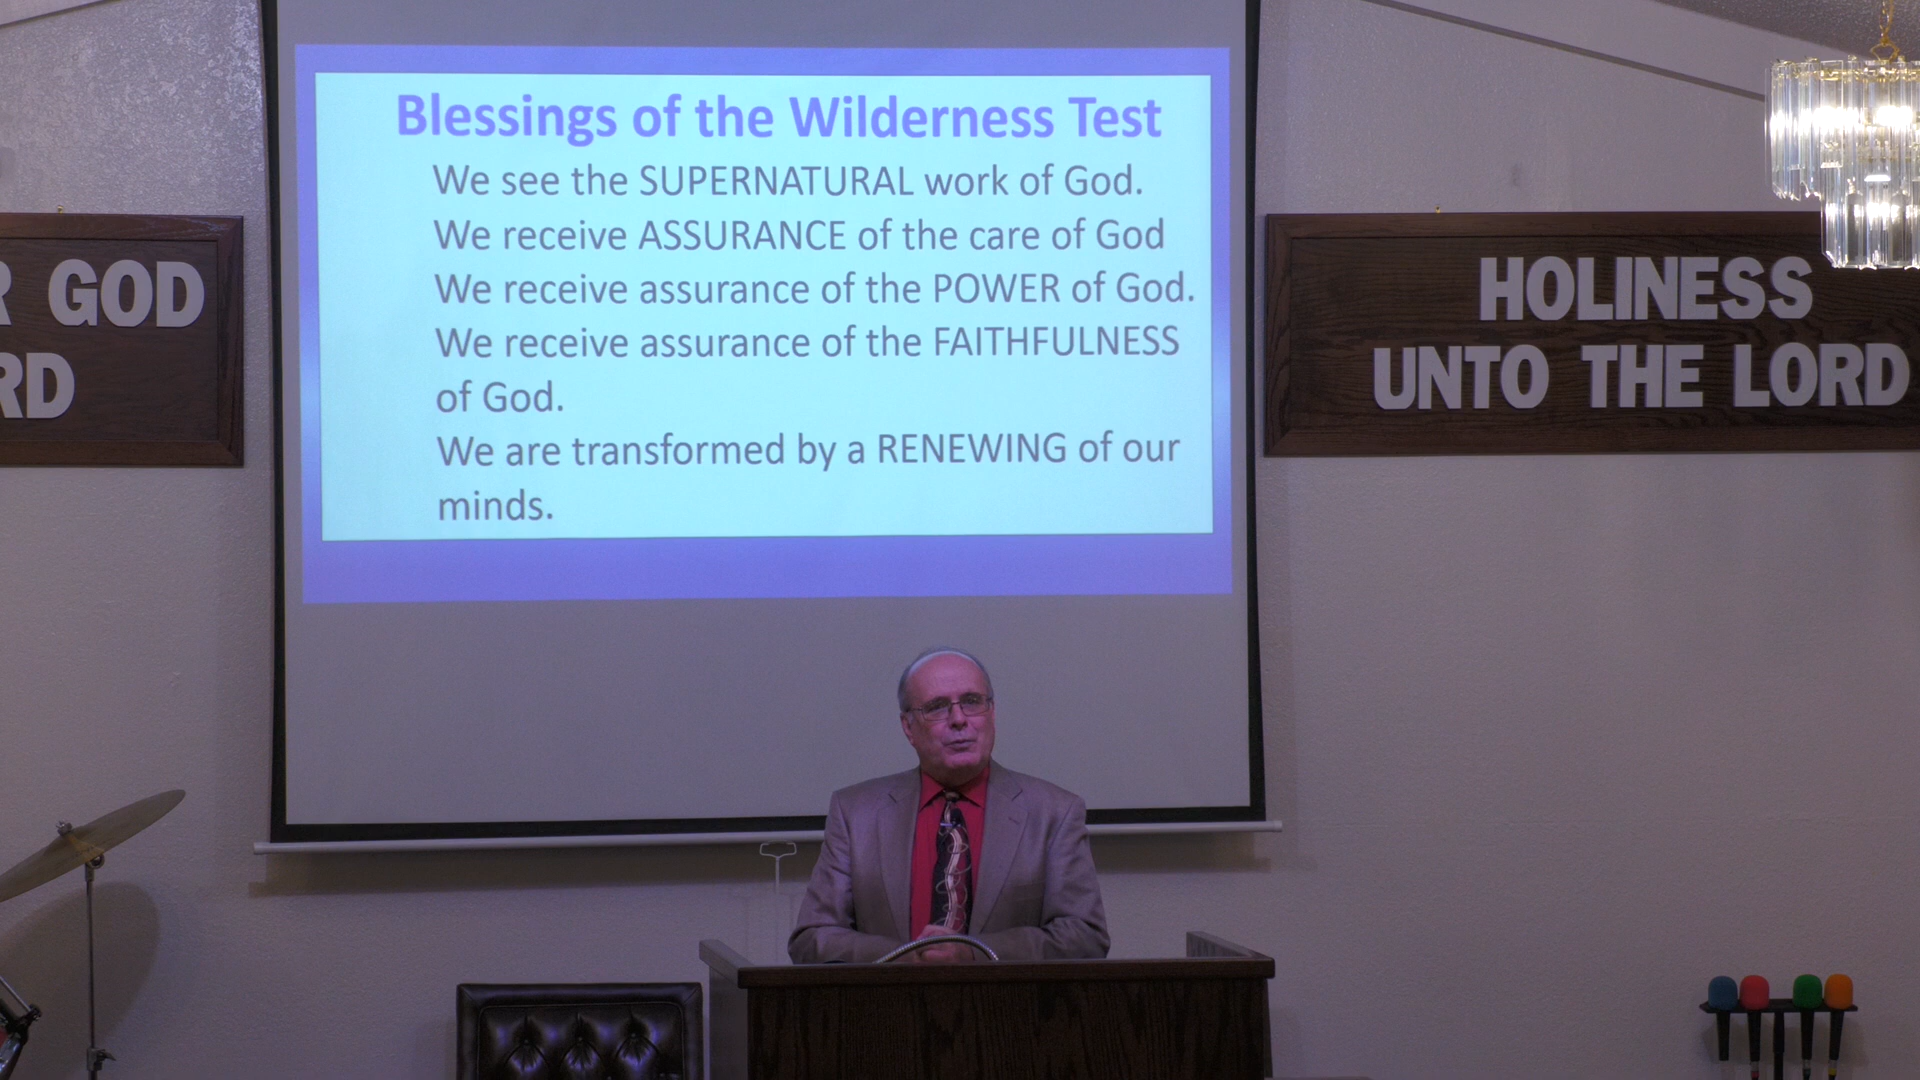 Blessings of the Wilderness Test
We see the SUPERNATURAL work of God.
We receive ASSURANCE of the care of God
We receive assurance of the POWER of God.
We receive assurance of the FAITHFULNESS
of God.
We are transformed by a RENEWING of our
minds.
GOD
HOLINESS
UNTO THE LORD